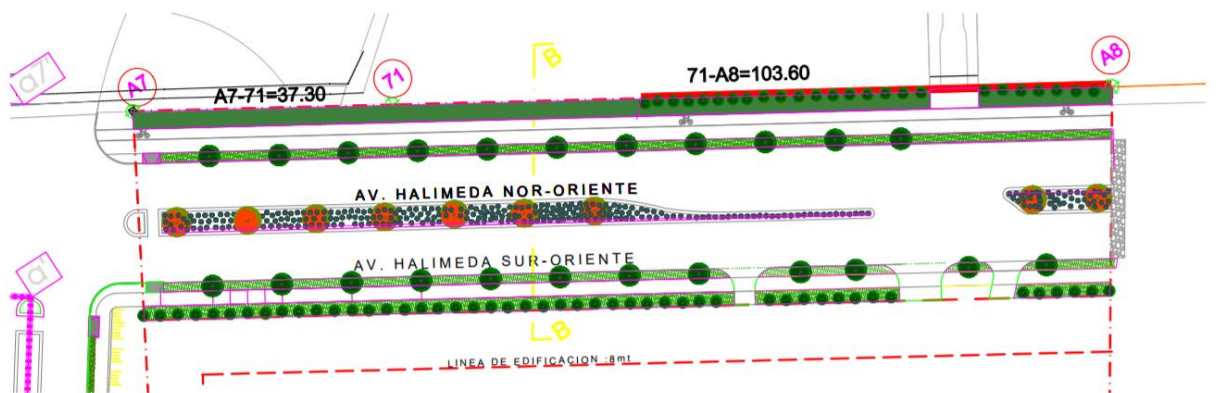 a7'
A7
71
A8
B
A7-71=37.30
71-A8=103.60
AV. HALIMEDA NOR-ORIENTE
AV. HALIMEDA SUR-ORIENTE
a'
B
LINEA DE EDIFICACION :8mt